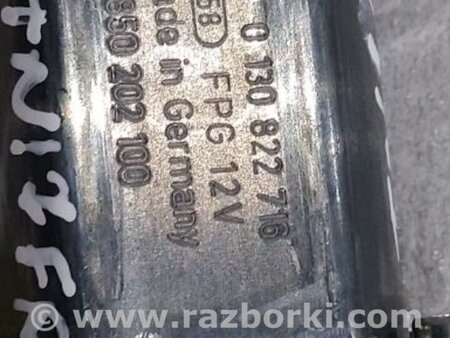 0 130 822 716
FPG 12V
de in Germany
850 202 100
www.razborki.com